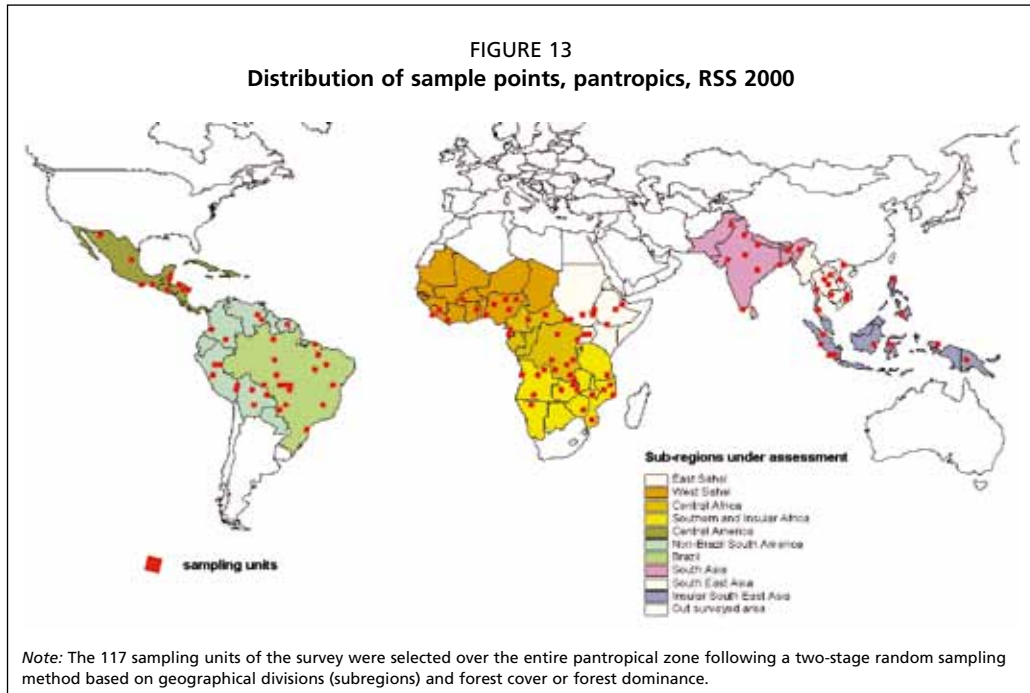 FIGURE 13
Distribution of sample points, pantropics, RSS 2000
Sub-regions under assessment
East Sahel
West Sahel
Central Africa
Southern and Insular Africa
Central America
Non-Brazil South America
Brazil
South Asia
South East Asia
Insular South East Asia
Out surveyed area
sampling units
Note: The 117 sampling units of the survey were selected over the entire pantropical zone following a two-stage random sampling
method based on geographical divisions (subregions) and forest cover or forest dominance.